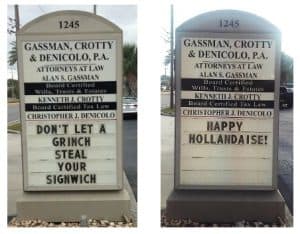 1245
GASSMAN, CROTTY
& DENICOLO, P.A.
ATTORNEYS AT LAW
ALAN S. GASSMAN
Board Certified
Wills, Trusts & Estates
KENNETH J. CROTTY
Board Certified Tax Law
CHRISTOPHER J. DENICOLO
DON'T LET A
GRINCH
STEAL
YOUR
SIGNWICH
1245
GASSMAN, CROTTY
& DENICOLO, P.A.
ATTORNEYS AT LAW
ALAN S. GASSMAN
Board Certified
Wills, Trusts & Estates
KENNETH J. CROTTY
Board Certified Tax Law
CHRISTOPHER J. DENICOLO
HAPPY
HOLLANDAISE!